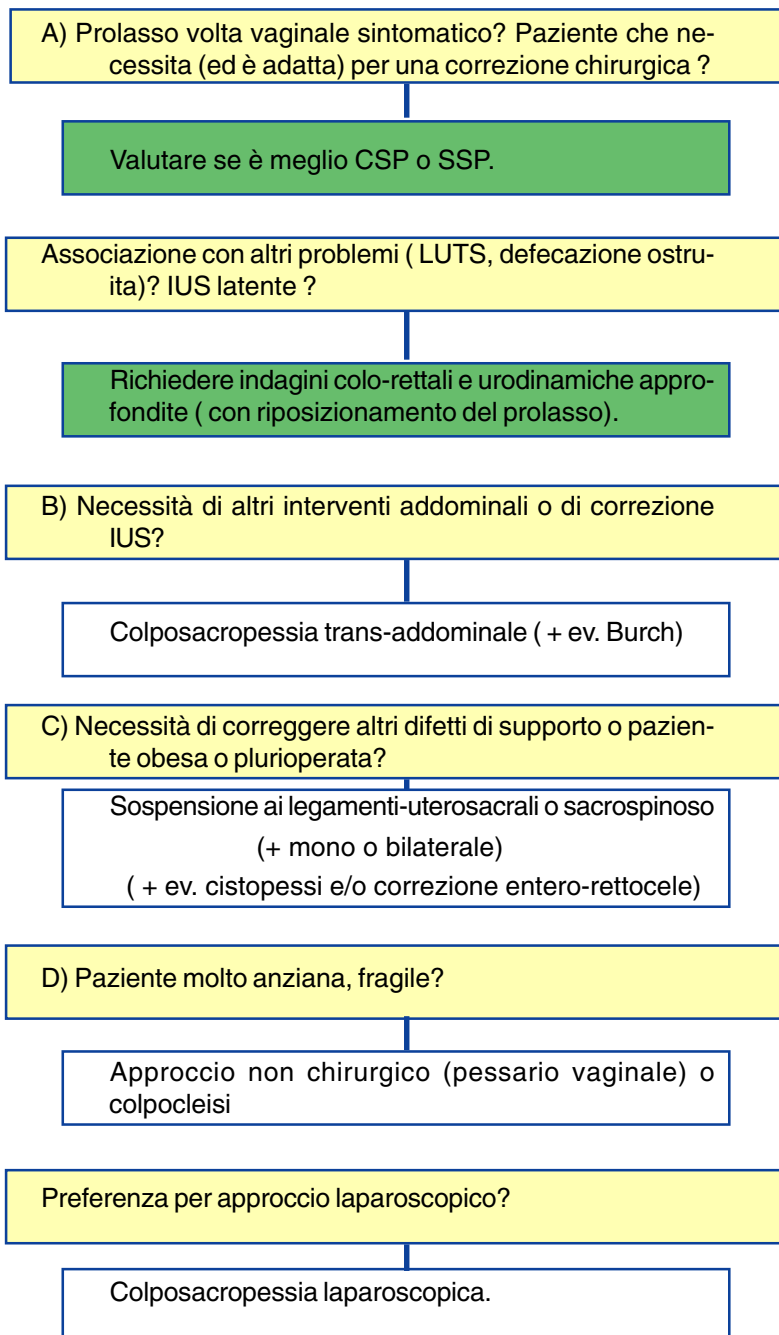 A) Prolasso volta vaginale sintomatico? Paziente che ne-
cessita (ed è adatta) per una correzione chirurgica ?
Valutare se è meglio CSP o SSP.
Associazione con altri problemi ( LUTS, defecazione ostru-
ita)? IUS latente ?
Richiedere indagini colo-rettali e urodinamiche appro-
fondite ( con riposizionamento del prolasso).
B) Necessità di altri interventi addominali o di correzione
IUS?
Colposacropessia trans-addominale ( + ev. Burch)
C) Necessità di correggere altri difetti di supporto o pazien-
te obesa o plurioperata?
Sospensione ai legamenti-uterosacrali o sacrospinoso
(+ mono o bilaterale)
( + ev. cistopessi e/o correzione entero-rettocele)
D) Paziente molto anziana, fragile?
Approccio non chirurgico (pessario vaginale) o
colpocleisi
Preferenza per approccio laparoscopico?
Colposacropessia laparoscopica.